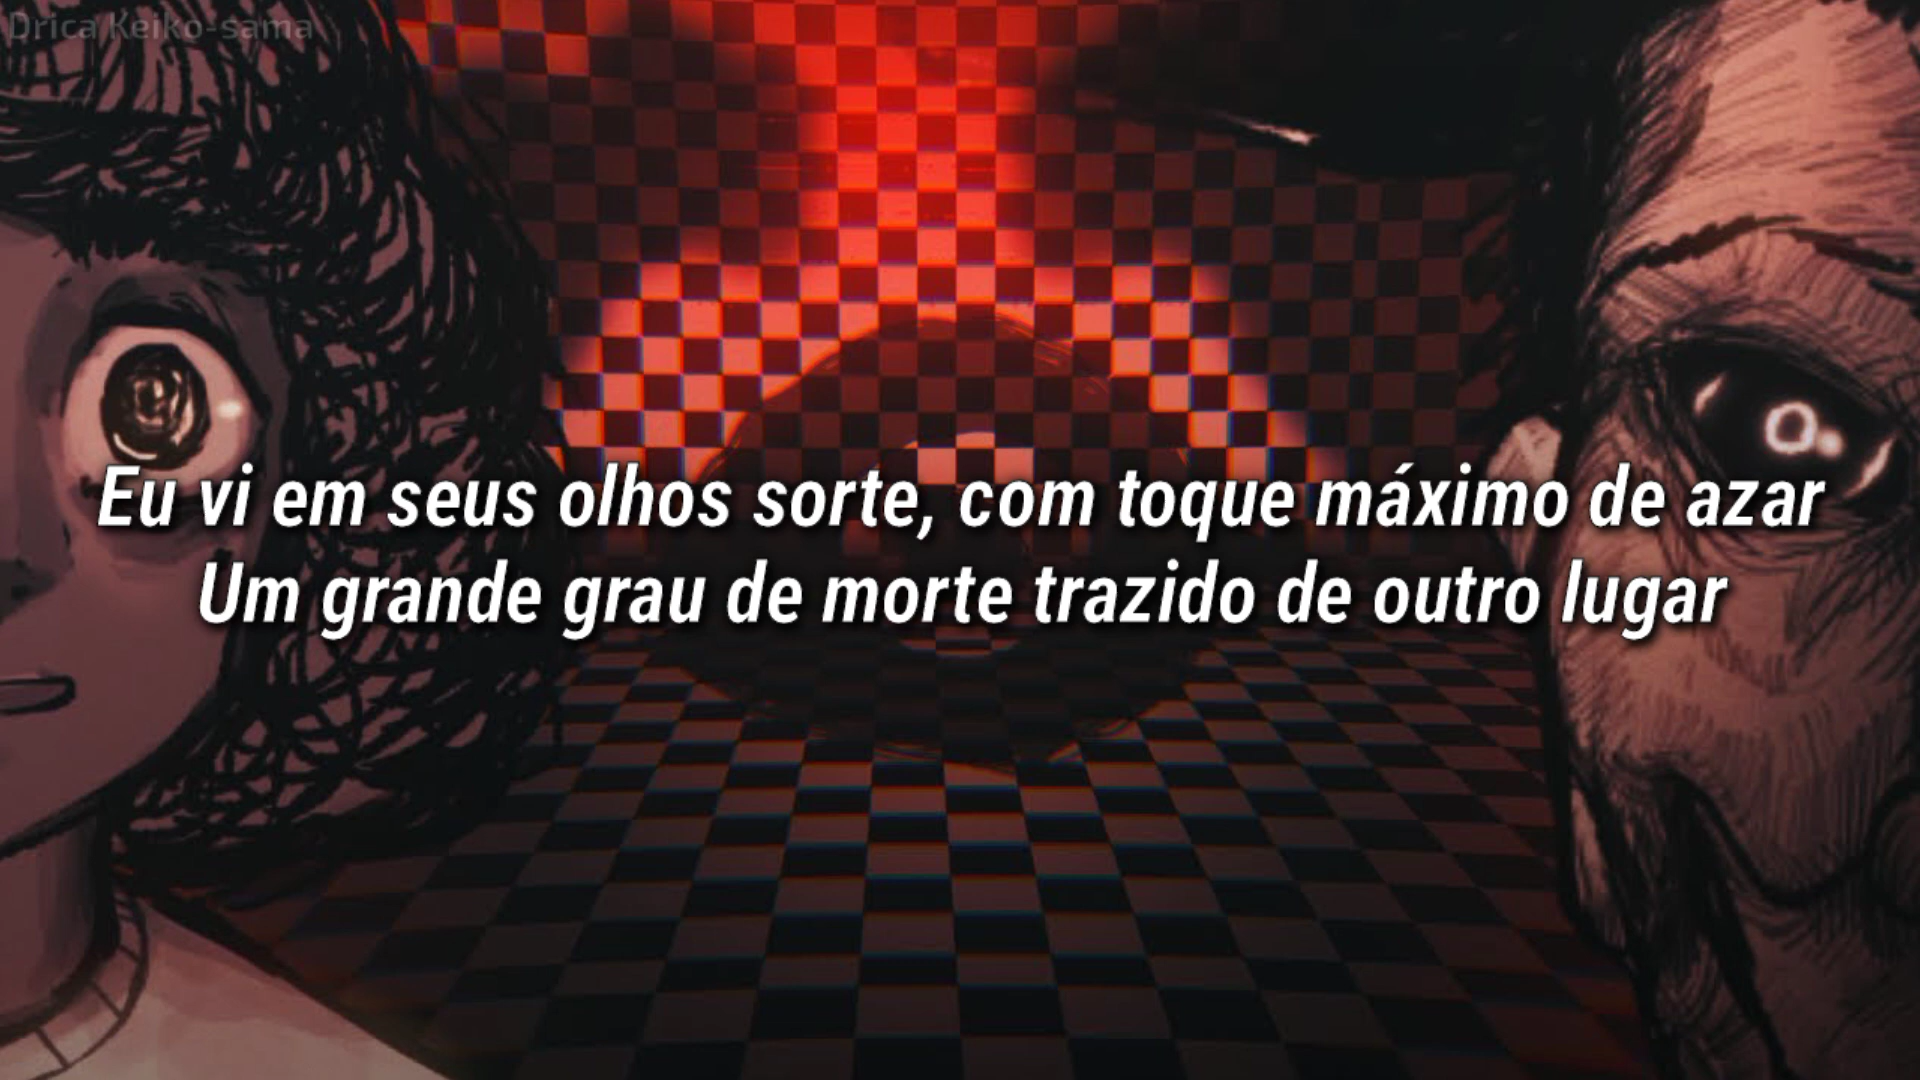 Drica Keiko-sama
Eu vi em seus olhos sorte, com toque máximo de azar
Um grande grau de morte trazido de outro lugar